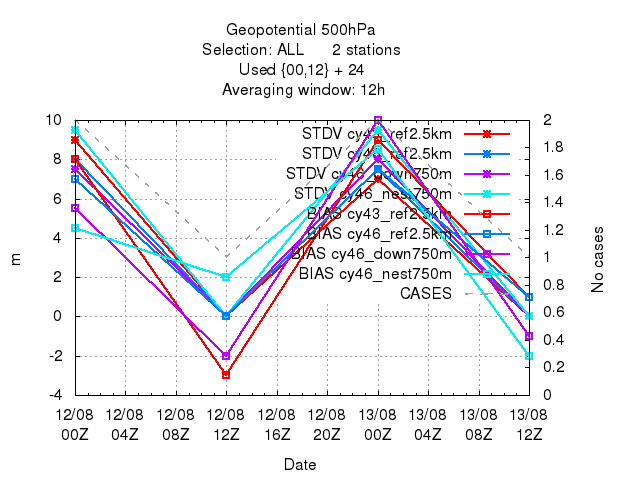 Geopotential 500hPa
Selection: ALL 2 stations
Used {00,12} + 24
Averaging window: 12h
10
8
6
4
2
0
-2
-4
m
2
1.8
1.6
1.4
1.2
1
0.8
0.6
0.4
0.2
0
No cases
STDV cy43_ref2.5km
STDV cy46_ref2.5km
STDV cy46_down750m
STDV cy46_nest750m
BIAS cy43_ref2.5km
BIAS cy46_ref2.5km
BIAS cy46_down750m
BIAS cy46_nest750m
CASES
12/08 12/08 12/08 12/08 12/08 12/08 13/08 13/08 13/08 13/08
00Z 04Z 08Z 12Z 16Z 20Z 00Z 04Z 08Z 12Z
Date